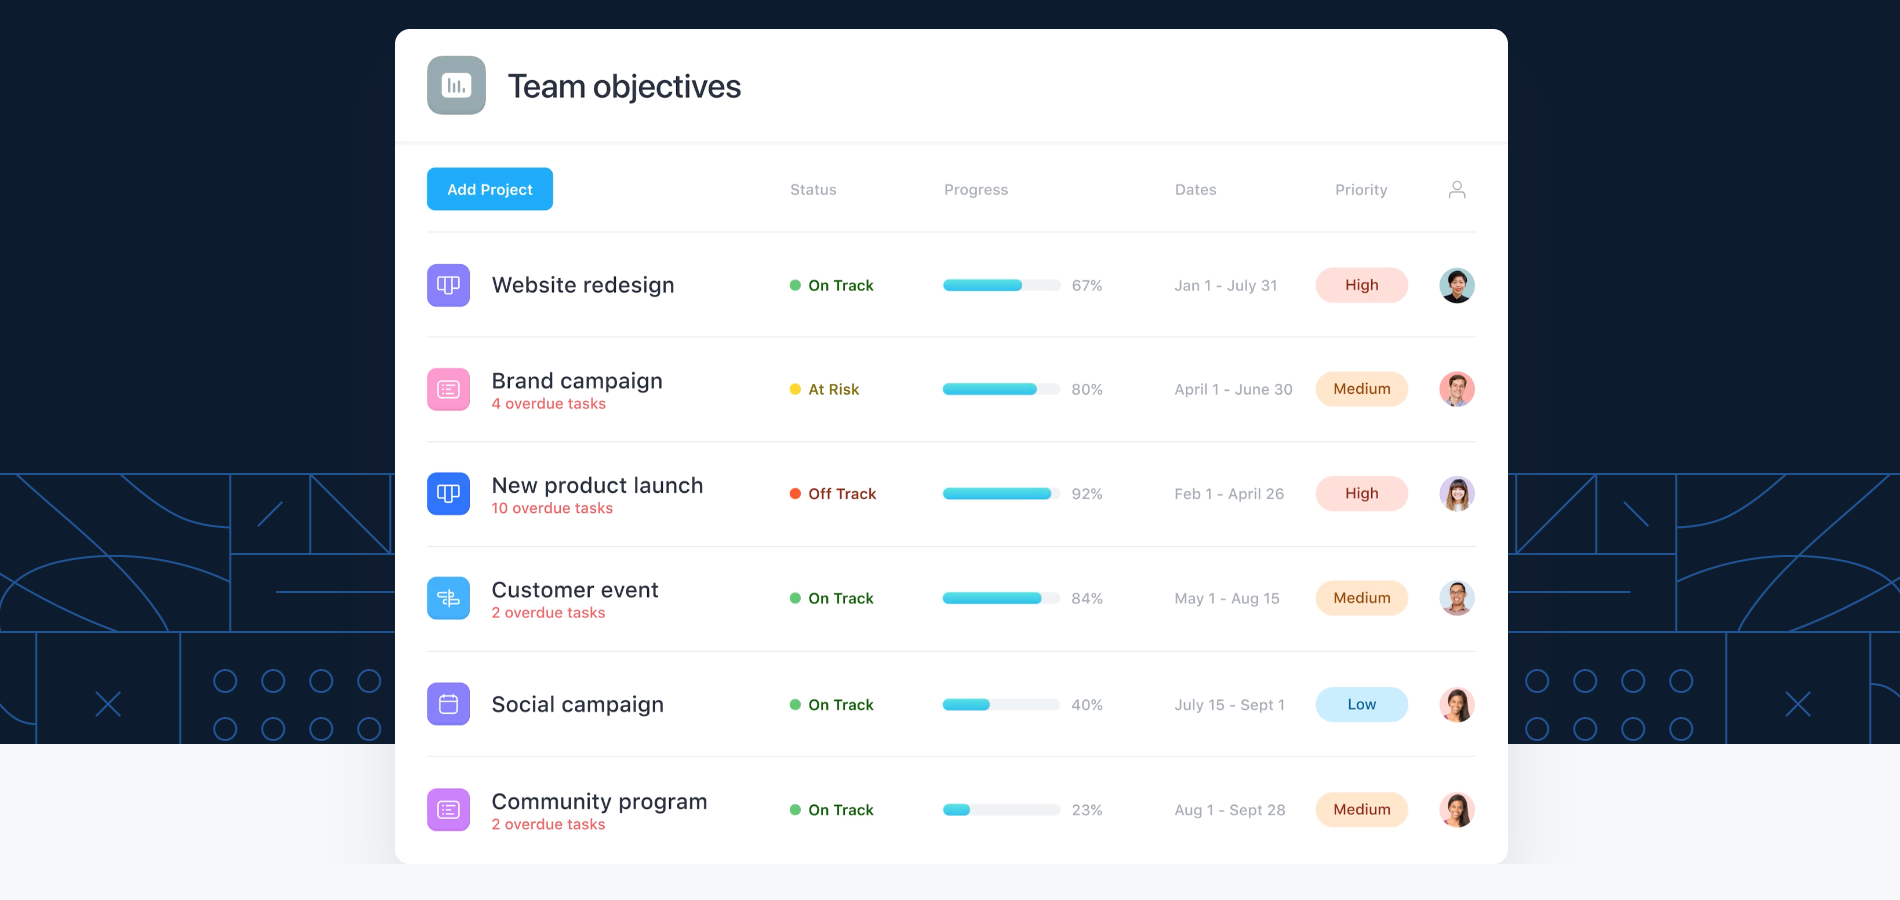 Team objectives
Add Project Status Progress Dates Priority
Website redesign On Track 67% Jan 1 - July 31 High
Brand campaign At Risk 80% April 1 - June 30 Medium
4 overdue tasks
New product launch Off Track 92% Feb 1 - April 26 High
10 overdue tasks
Customer event On Track 84% May 1 - Aug 15 Medium
2 overdue tasks
Social campaign On Track 40% July 15 - Sept 1 Low
Community program On Track 23% Aug 1 - Sept 28 Medium
2 overdue tasks